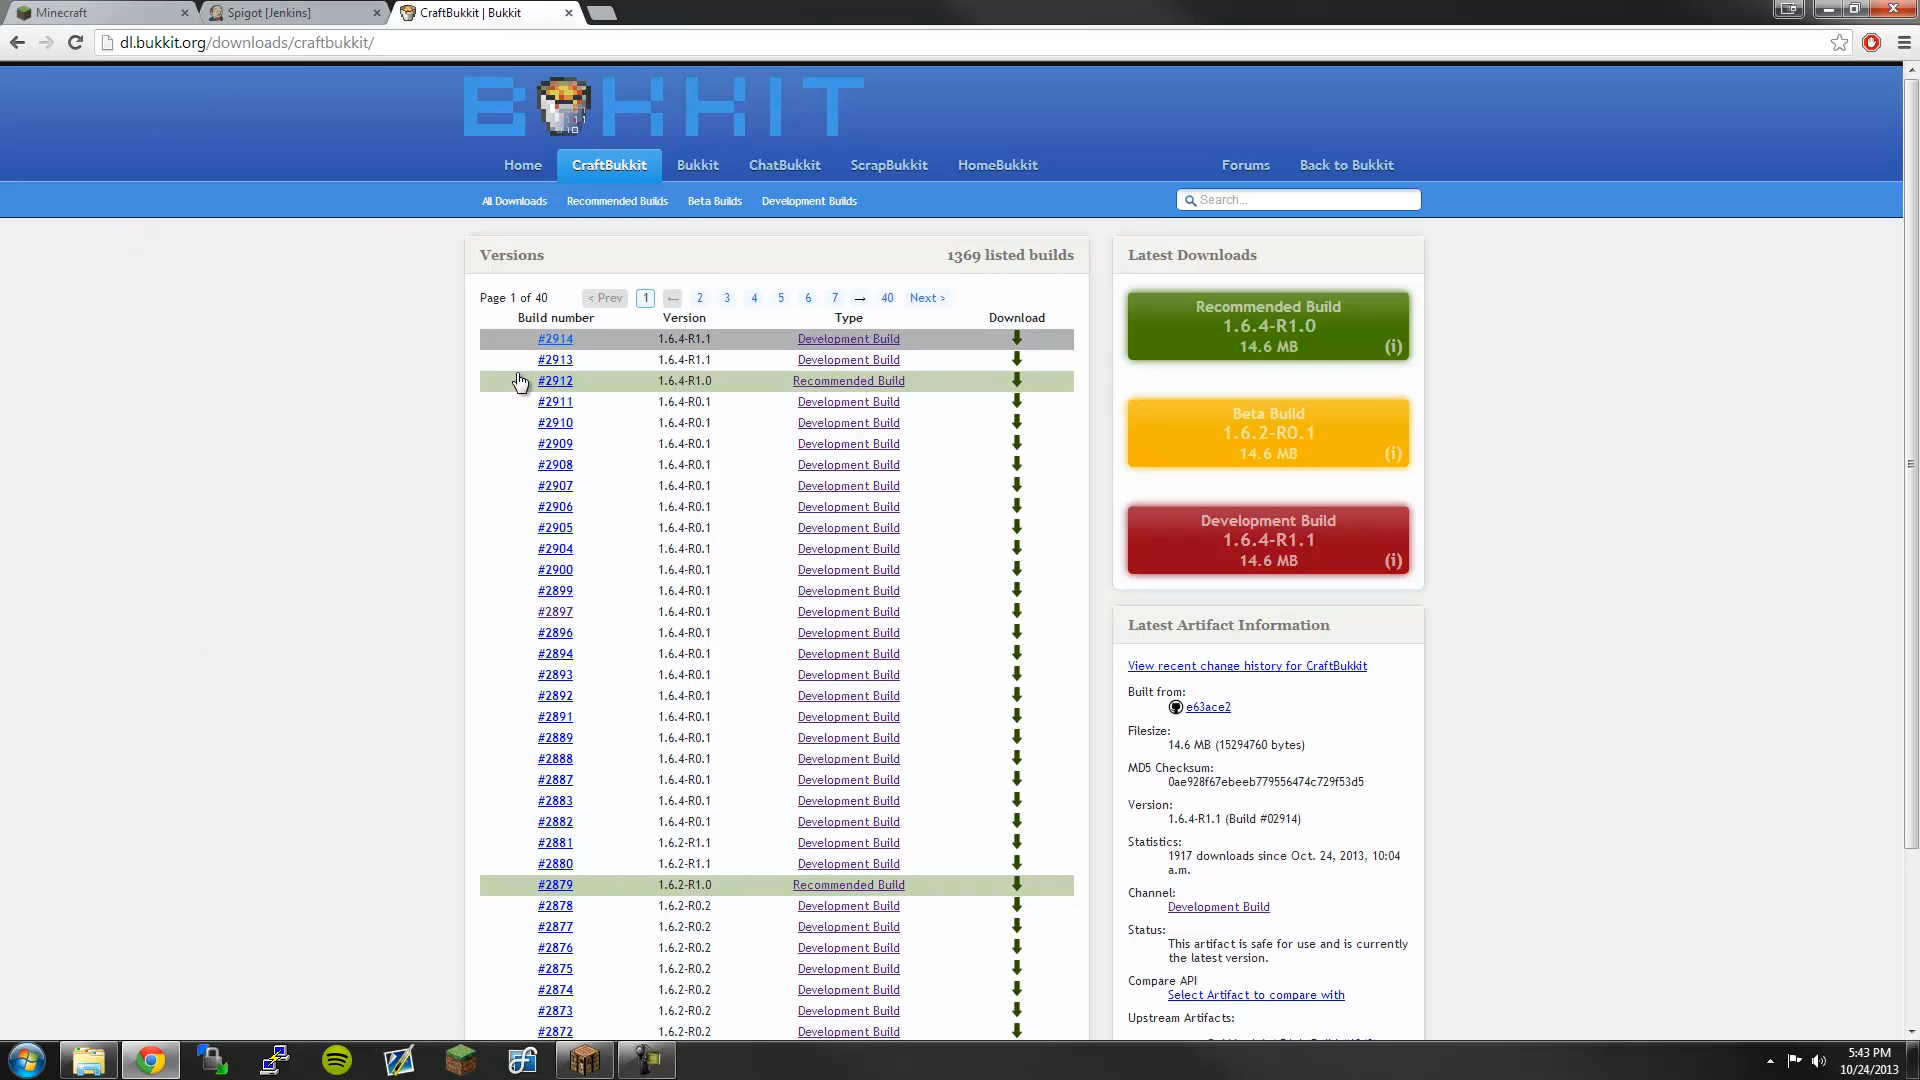 Minecraft
Spigot [Jenkins]
CraftBukkit | Bukkit
dl.bukkit.org/downloads/craftbukkit/
BUKKIT
Home CraftBukkit Bukkit ChatBukkit ScrapBukkit HomeBukkit Forums Back to Bukkit
All Downloads Recommended Builds Beta Builds Development Builds Search...
Versions 1369 listed builds
Page 1 of 40 < Prev 1 ← 2 3 4 5 6 7 → 40 Next >
Build number Version Type Download
#2914 1.6.4-R1.1 Development Build
#2913 1.6.4-R1.1 Development Build
#2912 1.6.4-R1.0 Recommended Build
#2911 1.6.4-R0.1 Development Build
#2910 1.6.4-R0.1 Development Build
#2909 1.6.4-R0.1 Development Build
#2908 1.6.4-R0.1 Development Build
#2907 1.6.4-R0.1 Development Build
#2906 1.6.4-R0.1 Development Build
#2905 1.6.4-R0.1 Development Build
#2904 1.6.4-R0.1 Development Build
#2900 1.6.4-R0.1 Development Build
#2899 1.6.4-R0.1 Development Build
#2897 1.6.4-R0.1 Development Build
#2896 1.6.4-R0.1 Development Build
#2894 1.6.4-R0.1 Development Build
#2893 1.6.4-R0.1 Development Build
#2892 1.6.4-R0.1 Development Build
#2891 1.6.4-R0.1 Development Build
#2889 1.6.4-R0.1 Development Build
#2888 1.6.4-R0.1 Development Build
#2887 1.6.4-R0.1 Development Build
#2883 1.6.4-R0.1 Development Build
#2882 1.6.4-R0.1 Development Build
#2881 1.6.2-R1.1 Development Build
#2880 1.6.2-R1.1 Development Build
#2879 1.6.2-R1.0 Recommended Build
#2878 1.6.2-R0.2 Development Build
#2877 1.6.2-R0.2 Development Build
#2876 1.6.2-R0.2 Development Build
#2875 1.6.2-R0.2 Development Build
#2874 1.6.2-R0.2 Development Build
#2873 1.6.2-R0.2 Development Build
#2872 1.6.2-R0.2 Development Build
Latest Downloads
Recommended Build
1.6.4-R1.0
14.6 MB (i)
Beta Build
1.6.2-R0.1
14.6 MB (i)
Development Build
1.6.4-R1.1
14.6 MB (i)
Latest Artifact Information
View recent change history for CraftBukkit
Built from:
e63ace2
Filesize:
14.6 MB (15294760 bytes)
MD5 Checksum:
0ae928f67ebeeb779556474c729f53d5
Version:
1.6.4-R1.1 (Build #02914)
Statistics:
1917 downloads since Oct. 24, 2013, 10:04
a.m.
Channel:
Development Build
Status:
This artifact is safe for use and is currently
the latest version.
Compare API
Select Artifact to compare with
Upstream Artifacts:
5:43 PM
10/24/2013